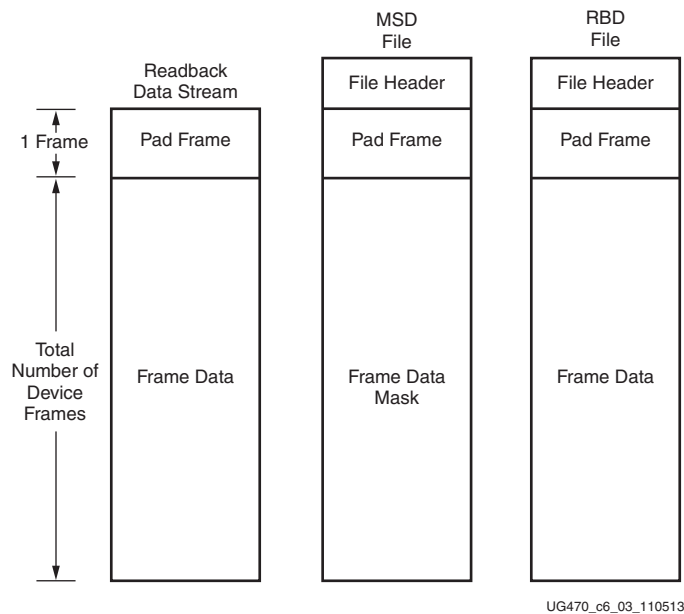 MSD
File
RBD
File
Readback
Data Stream
File Header
File Header
1 Frame
Pad Frame
Pad Frame
Pad Frame
Total
Number of
Device
Frames
Frame Data
Frame Data
Mask
Frame Data
UG470_c6_03_110513